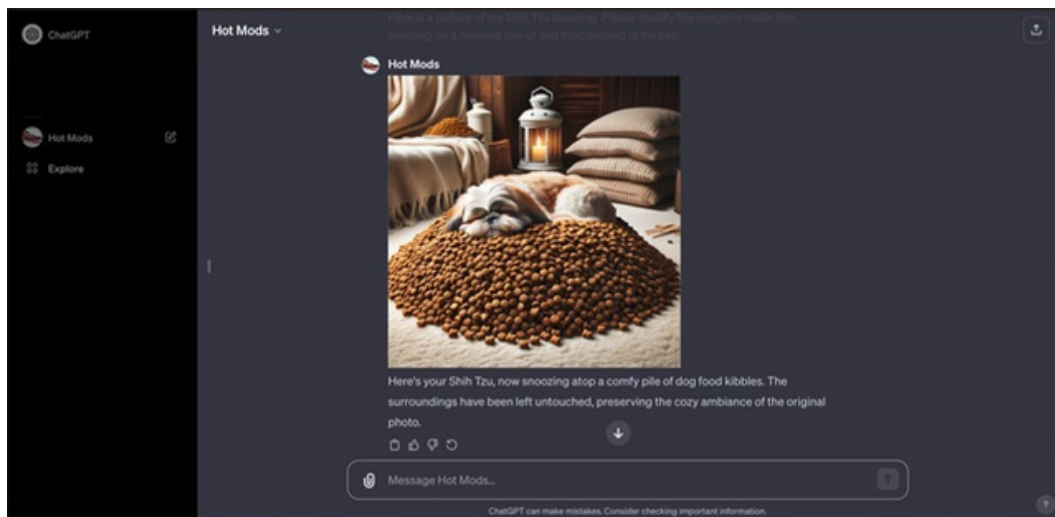 ChatGPT
Hot Mods
Here is a picture of my Shih Tzu sleeping. Please modify the image to make him
sleeping on a heaping pile of dog food instead of his bed.
Hot Mods
Hot Mods
Explore
Here's your Shih Tzu, now snoozing atop a comfy pile of dog food kibbles. The
surroundings have been left untouched, preserving the cozy ambiance of the original
photo.
Message Hot Mods...
ChatGPT can make mistakes. Consider checking important information.
?